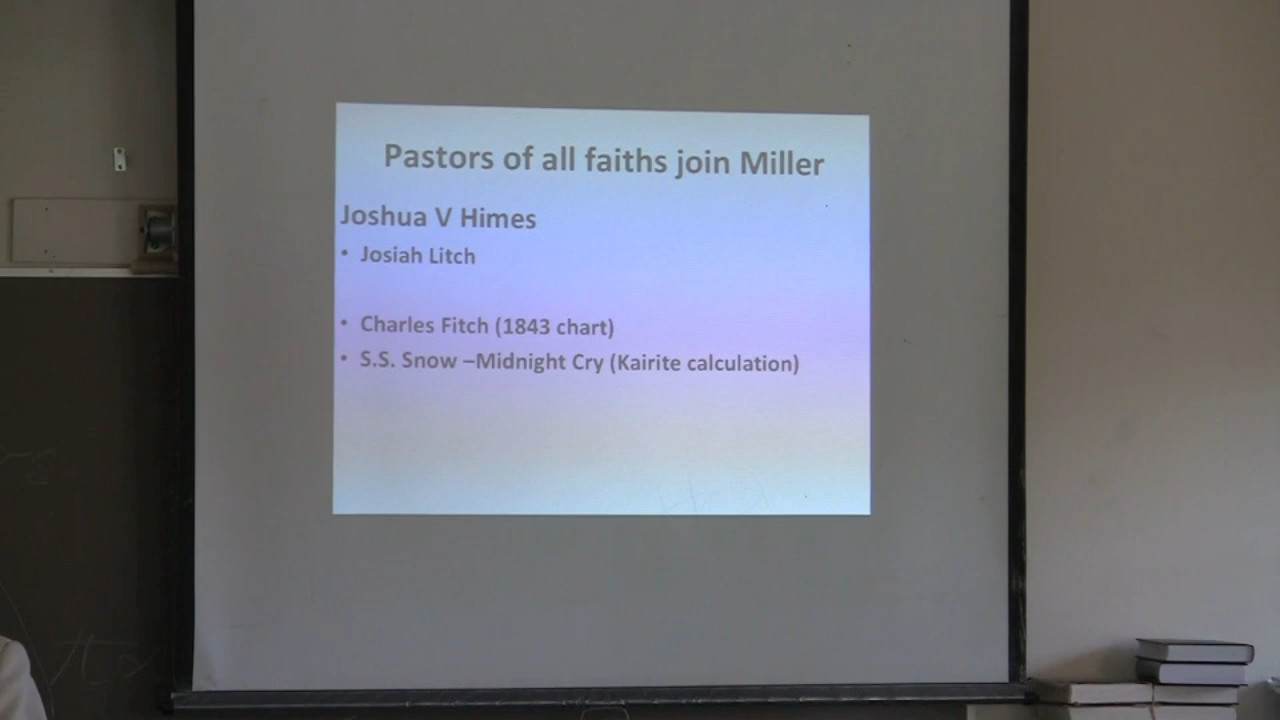 Pastors of all faiths join Miller
Joshua V Himes
• Josiah Litch
• Charles Fitch (1843 chart)
• S.S. Snow –Midnight Cry (Kairite calculation)